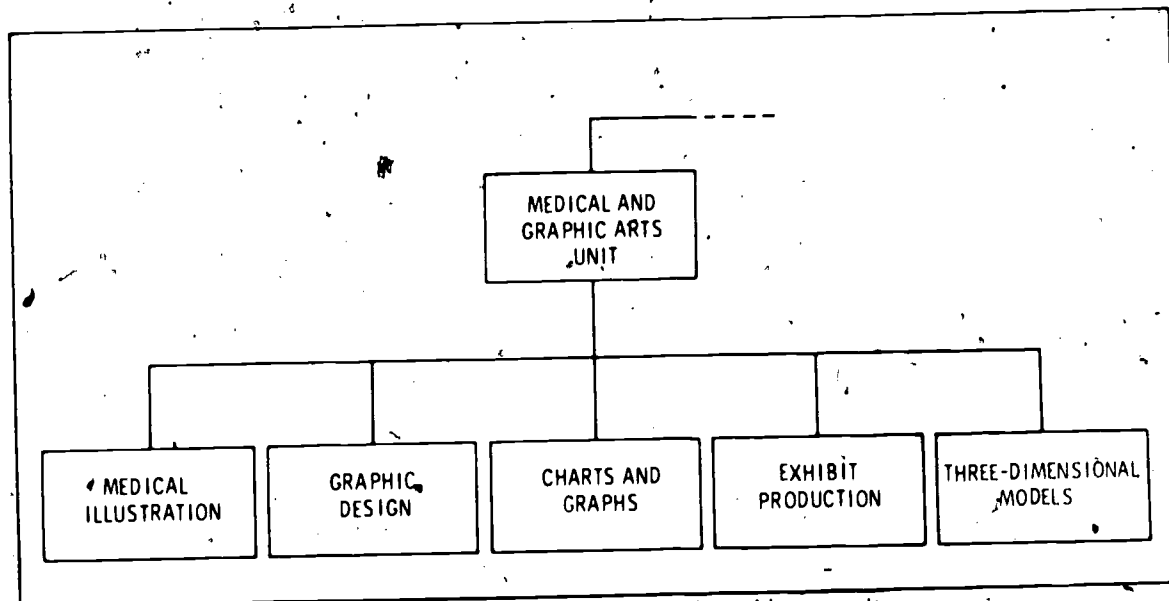 MEDICAL AND
GRAPHIC ARTS
UNIT
MEDICAL
ILLUSTRATION
GRAPHIC
DESIGN
CHARTS AND
GRAPHS
EXHIBIT
PRODUCTION
THREE-DIMENSIONAL
MODELS